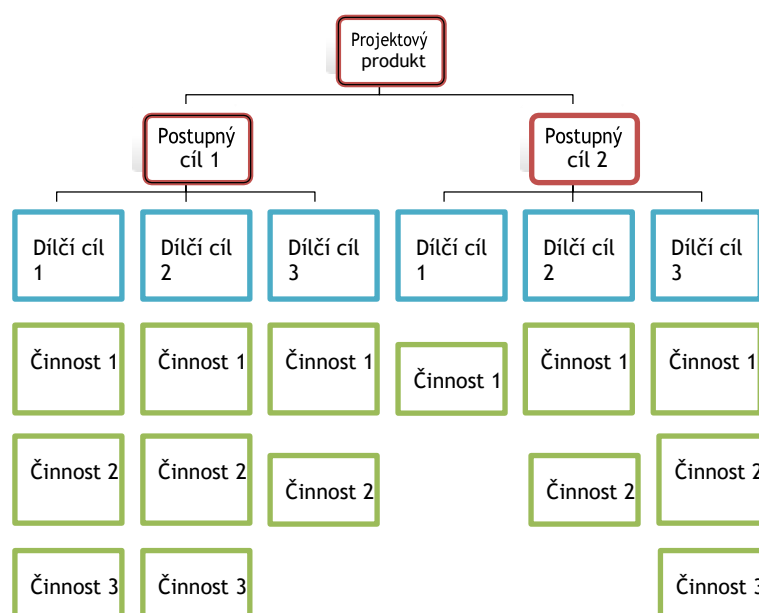 Projektový
produkt
Postupný
cíl 1
Postupný
cíl 2
Dílčí cíl
1
Dílčí cíl
2
Dílčí cíl
3
Dílčí cíl
1
Dílčí cíl
2
Dílčí cíl
3
Činnost 1
Činnost 1
Činnost 1
Činnost 1
Činnost 1
Činnost 1
Činnost 2
Činnost 2
Činnost 2
Činnost 2
Činnost 2
Činnost 3
Činnost 3
Činnost 3